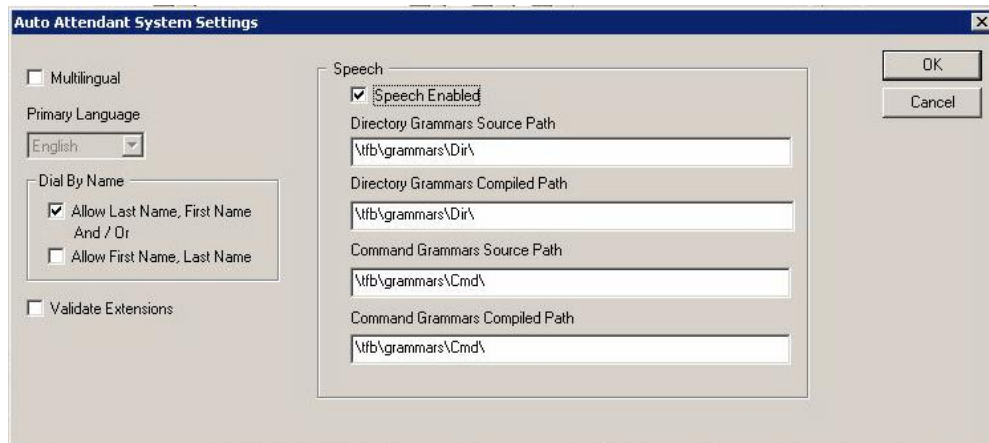 Auto Attendant System Settings
Multilingual
Primary Language
English
Dial By Name
Allow Last Name, First Name
And / Or
Allow First Name, Last Name
Validate Extensions
Speech
Speech Enabled
Directory Grammars Source Path
\tfb\grammars\Dir\
Directory Grammars Compiled Path
\tfb\grammars\Dir\
Command Grammars Source Path
\tfb\grammars\Cmd\
Command Grammars Compiled Path
\tfb\grammars\Cmd\
OK
Cancel